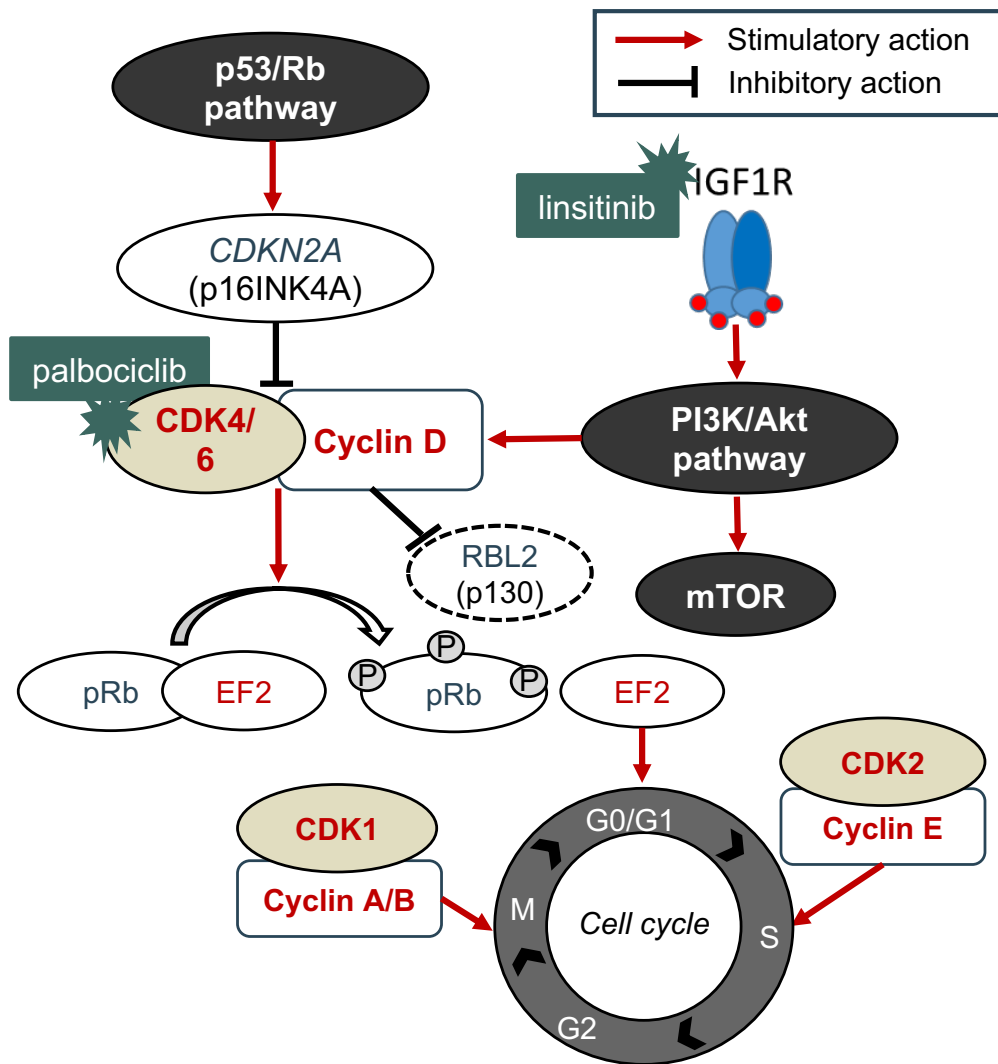 p53/Rb
pathway
Stimulatory action
Inhibitory action
IGF1R
linsitinib
CDKN2A
(p16INK4A)
palbociclib
CDK4/
6
Cyclin D
PI3K/Akt
pathway
RBL2
(p130)
mTOR
pRb
EF2
P
P
P
pRb
EF2
CDK2
Cyclin E
CDK1
Cyclin A/B
G0/G1
M
Cell cycle
S
G2